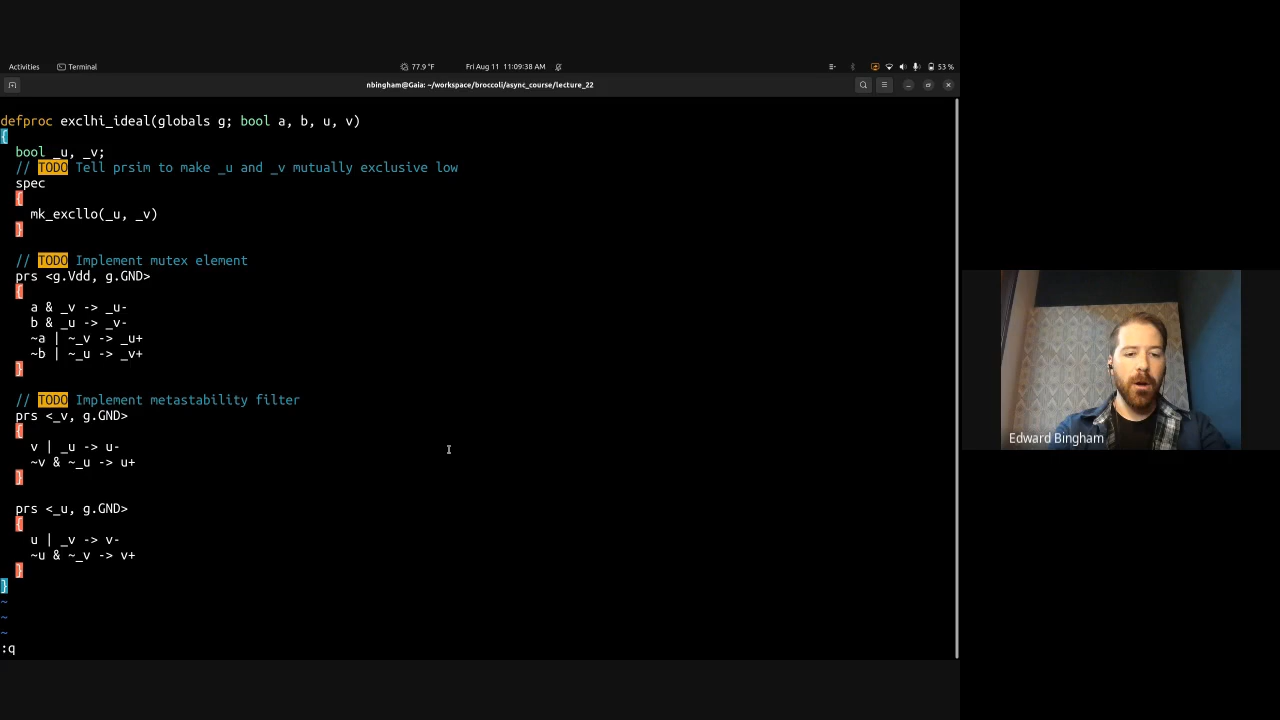 Activities
Terminal
77.9 °F
Fri Aug 11 11:09:38 AM
53 %
nbingham@Gaia: ~/workspace/broccoli/async_course/lecture_22
defproc exclhi_ideal(globals g; bool a, b, u, v)
{
bool _u, _v;
// TODO Tell prsim to make _u and _v mutually exclusive low
spec
{
mk_excllo(_u, _v)
}
// TODO Implement mutex element
prs <g.Vdd, g.GND>
{
a & _v -> _u-
b & _u -> _v-
~a | ~_v -> _u+
~b | ~_u -> _v+
}
// TODO Implement metastability filter
prs <_v, g.GND>
{
v | _u -> u-
~v & ~_u -> u+
}
prs <_u, g.GND>
{
u | _v -> v-
~u & ~_v -> v+
}
}
~
~
~
:q
Edward Bingham